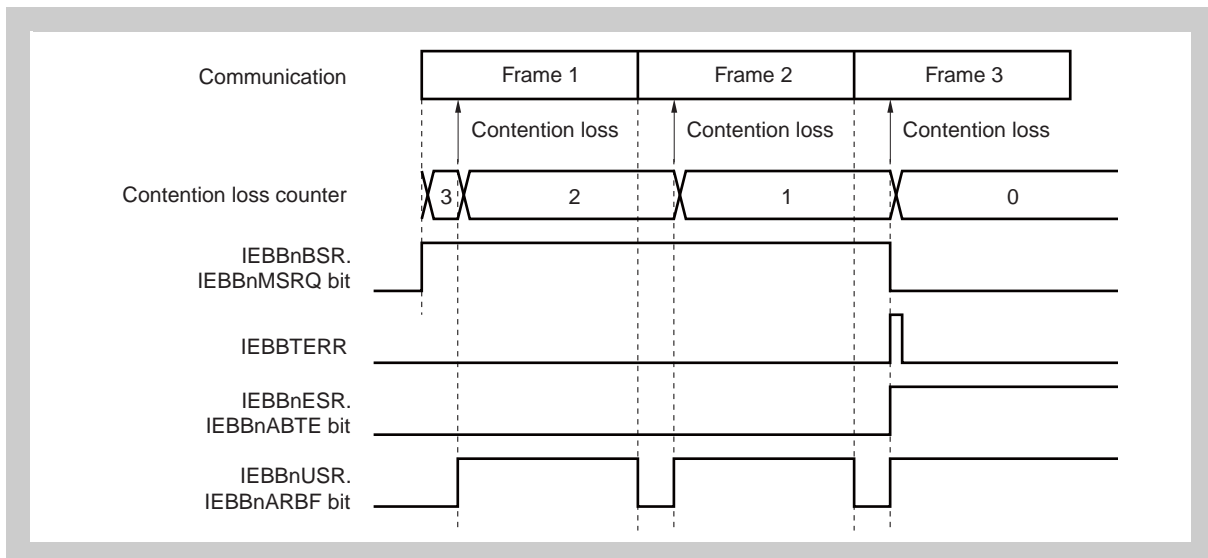 Communication
Frame 1
Frame 2
Frame 3
Contention loss
Contention loss
Contention loss
Contention loss counter
3
2
1
0
IEBBnBSR.
IEBBnMSRQ bit
IEBBTERR
IEBBnESR.
IEBBnABTE bit
IEBBnUSR.
IEBBnARBF bit